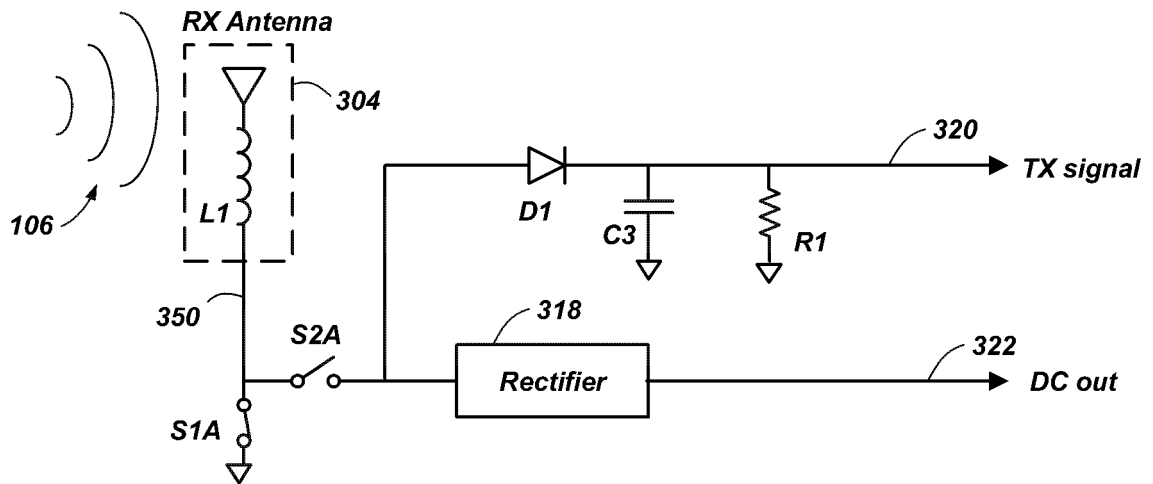 RX Antenna
304
L1
106
350
320
TX signal
D1
C3
R1
318
S2A
Rectifier
322
DC out
S1A